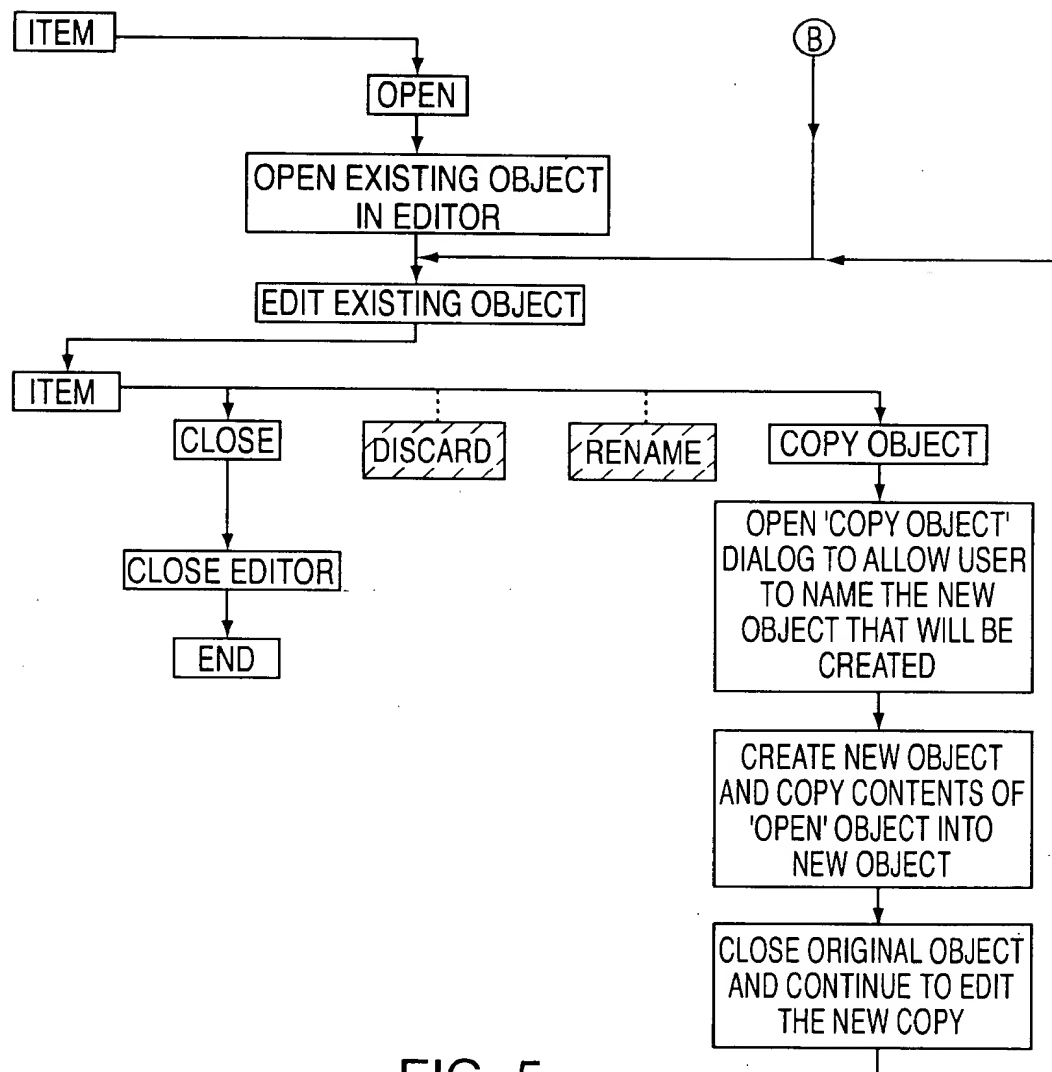 ITEM
B
OPEN
OPEN EXISTING OBJECT
IN EDITOR
EDIT EXISTING OBJECT
ITEM
CLOSE
DISCARD
RENAME
COPY OBJECT
CLOSE EDITOR
END
OPEN 'COPY OBJECT'
DIALOG TO ALLOW USER
TO NAME THE NEW
OBJECT THAT WILL BE
CREATED
CREATE NEW OBJECT
AND COPY CONTENTS OF
'OPEN' OBJECT INTO
NEW OBJECT
CLOSE ORIGINAL OBJECT
AND CONTINUE TO EDIT
THE NEW COPY
FIG. 5